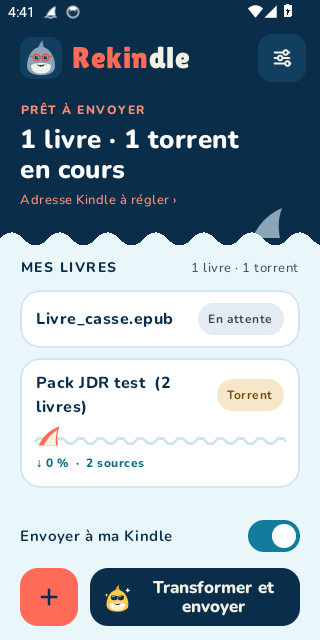 4:41
Rekindle
PRÊT À ENVOYER
1 livre · 1 torrent
en cours
Adresse Kindle à régler ›
MES LIVRES
1 livre · 1 torrent
Livre_casse.epub
En attente
Pack JDR test (2
livres)
Torrent
↓ 0 % · 2 sources
Envoyer à ma Kindle
+
Transformer et
envoyer